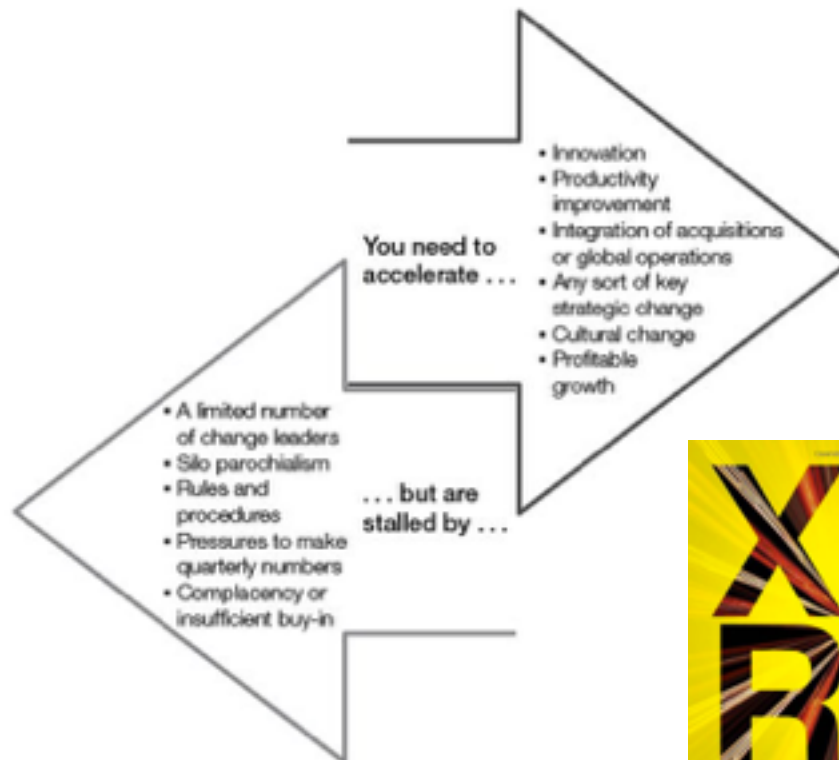 • Innovation
• Productivity
improvement
• Integration of acquisitions
or global operations
• Any sort of key
strategic change
• Cultural change
• Profitable
growth
You need to
accelerate . . .
• A limited number
of change leaders
• Silo parochialism
• Rules and
procedures
• Pressures to make
quarterly numbers
• Complacency or
insufficient buy-in
. . . but are
stalled by . . .
X
R